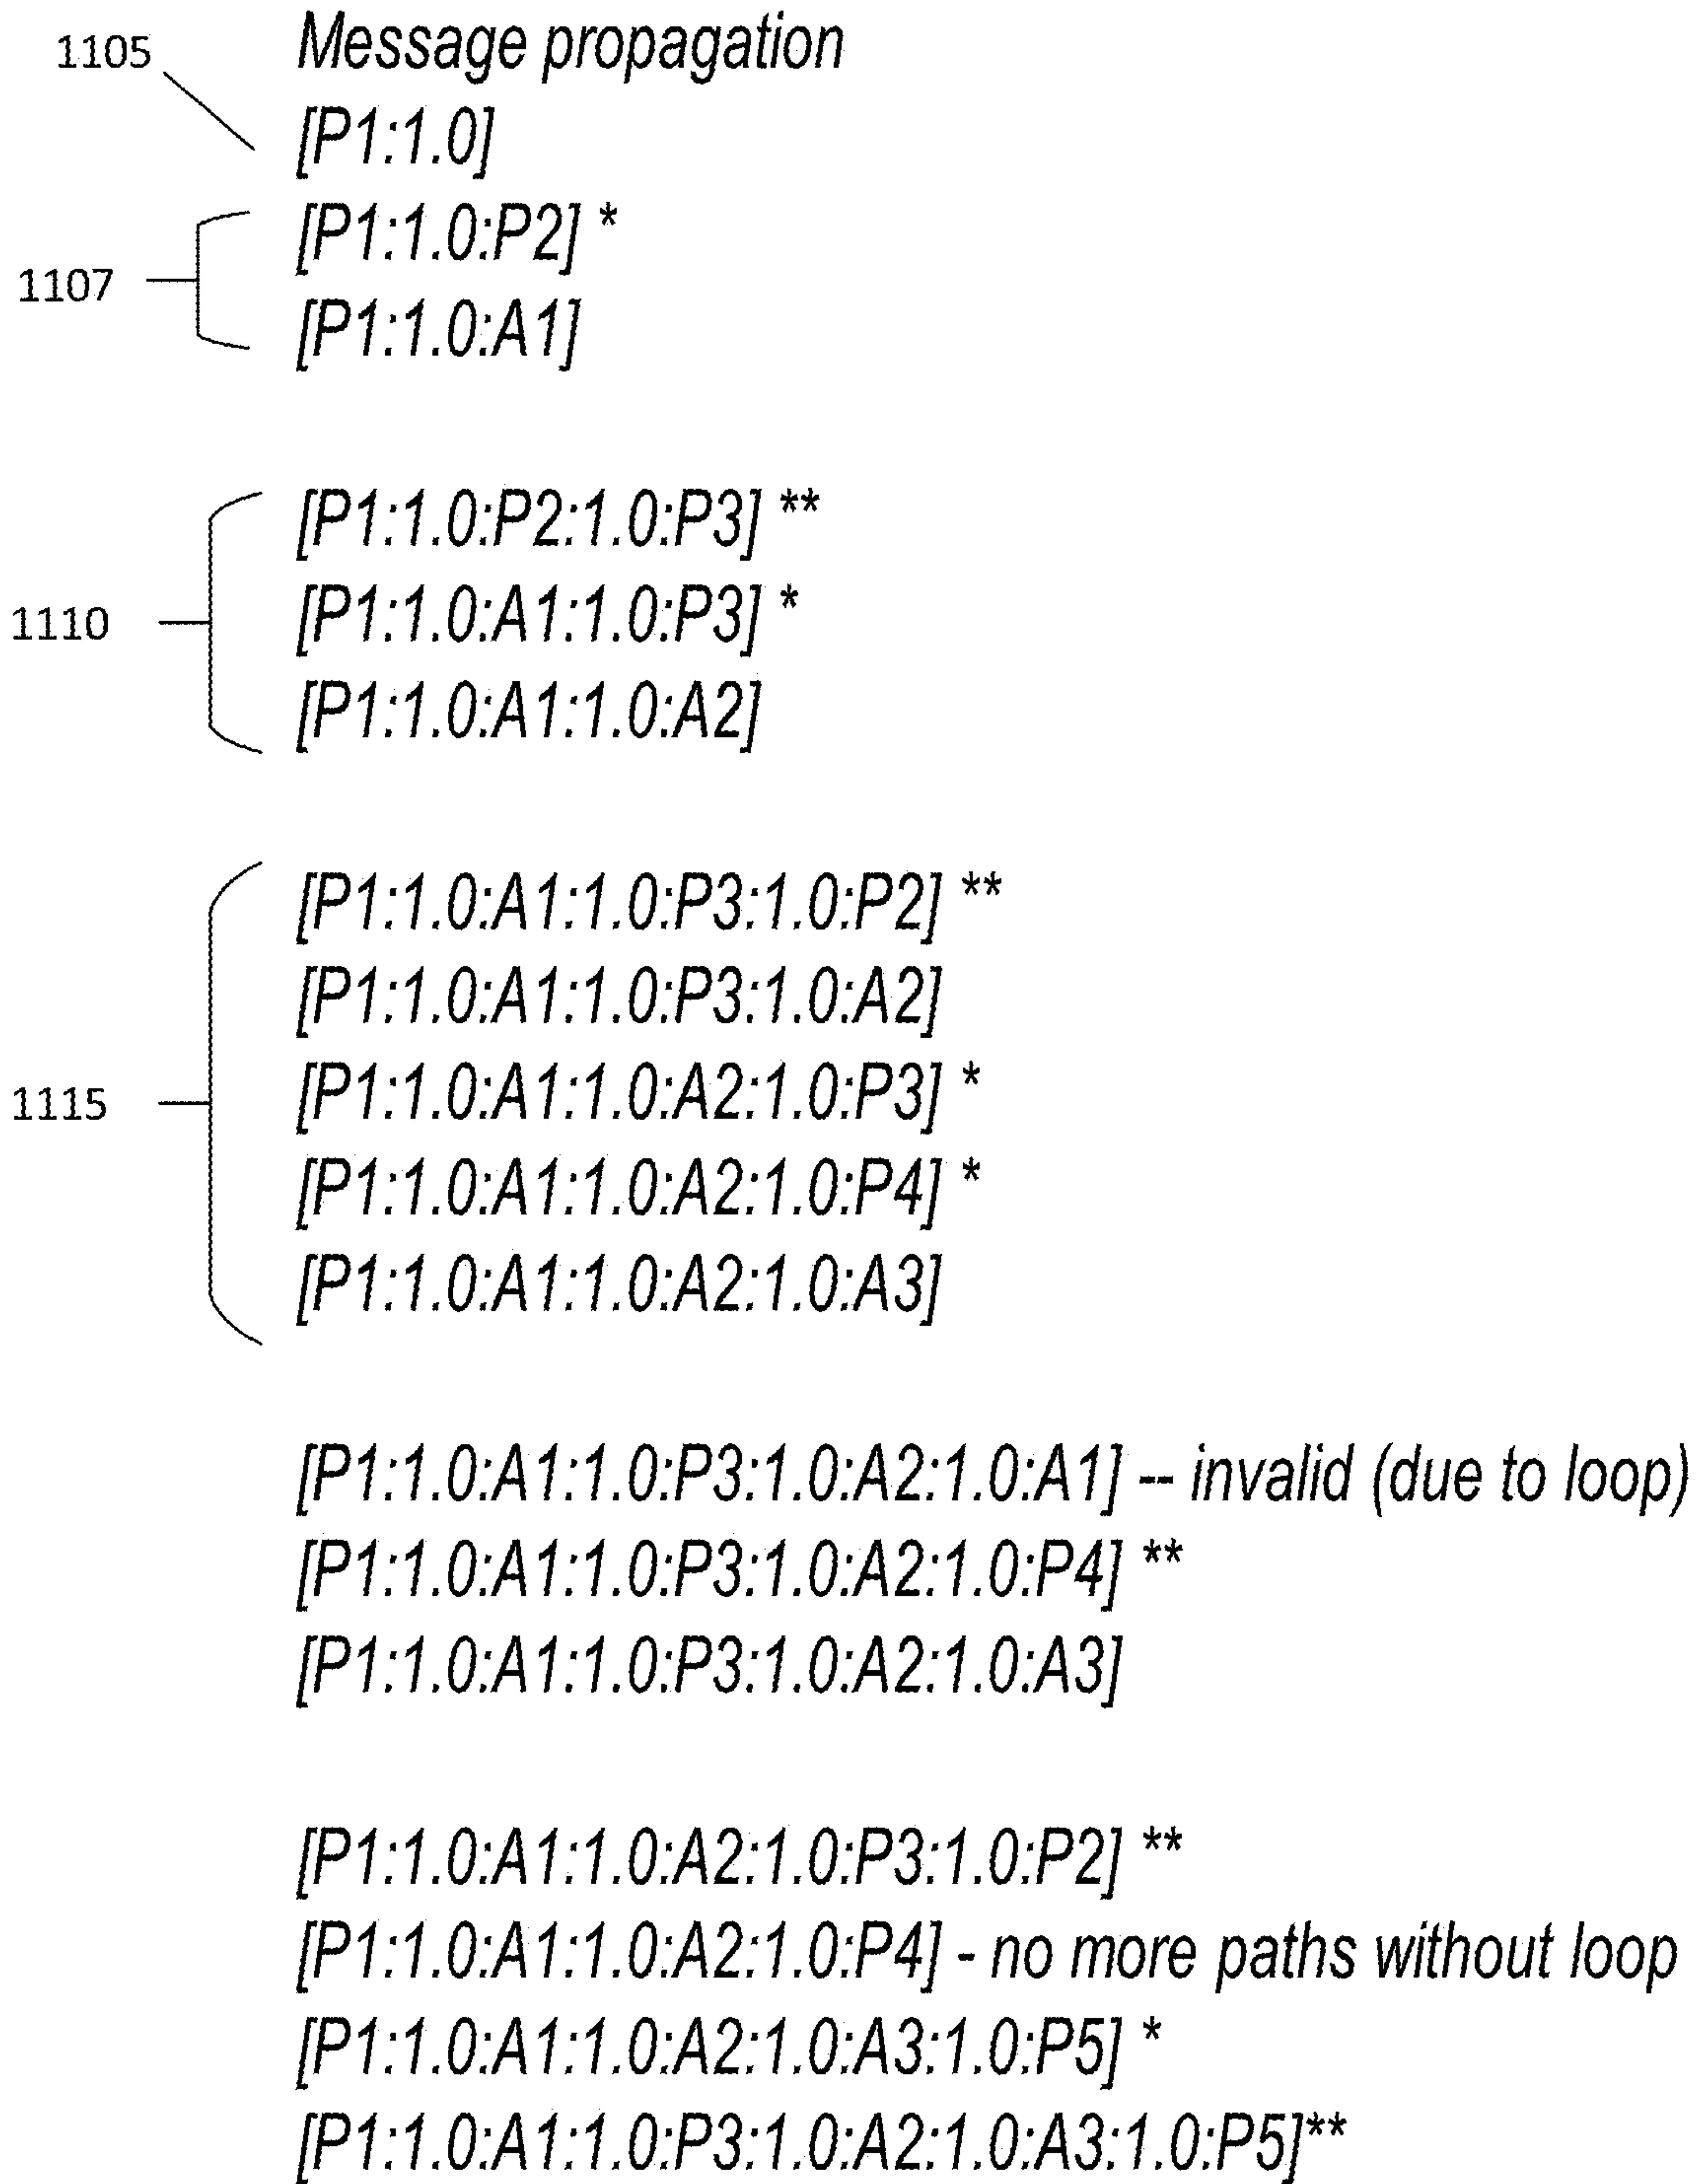 Message propagation
1105
[P1:1.0]
[P1:1.0:P2] *
1107
[P1:1.0:A1]
[P1:1.0:P2:1.0:P3] **
1110
[P1:1.0:A1:1.0:P3] *
[P1:1.0:A1:1.0:A2]
[P1:1.0:A1:1.0:P3:1.0:P2] **
[P1:1.0:A1:1.0:P3:1.0:A2]
1115
[P1:1.0:A1:1.0:A2:1.0:P3] *
[P1:1.0:A1:1.0:A2:1.0:P4] *
[P1:1.0:A1:1.0:A2:1.0:A3]
[P1:1.0:A1:1.0:P3:1.0:A2:1.0:A1] -- invalid (due to loop)
[P1:1.0:A1:1.0:P3:1.0:A2:1.0:P4] **
[P1:1.0:A1:1.0:P3:1.0:A2:1.0:A3]
[P1:1.0:A1:1.0:A2:1.0:P3:1.0:P2] **
[P1:1.0:A1:1.0:A2:1.0:P4] - no more paths without loop
[P1:1.0:A1:1.0:A2:1.0:A3:1.0:P5] *
[P1:1.0:A1:1.0:P3:1.0:A2:1.0:A3:1.0:P5]**